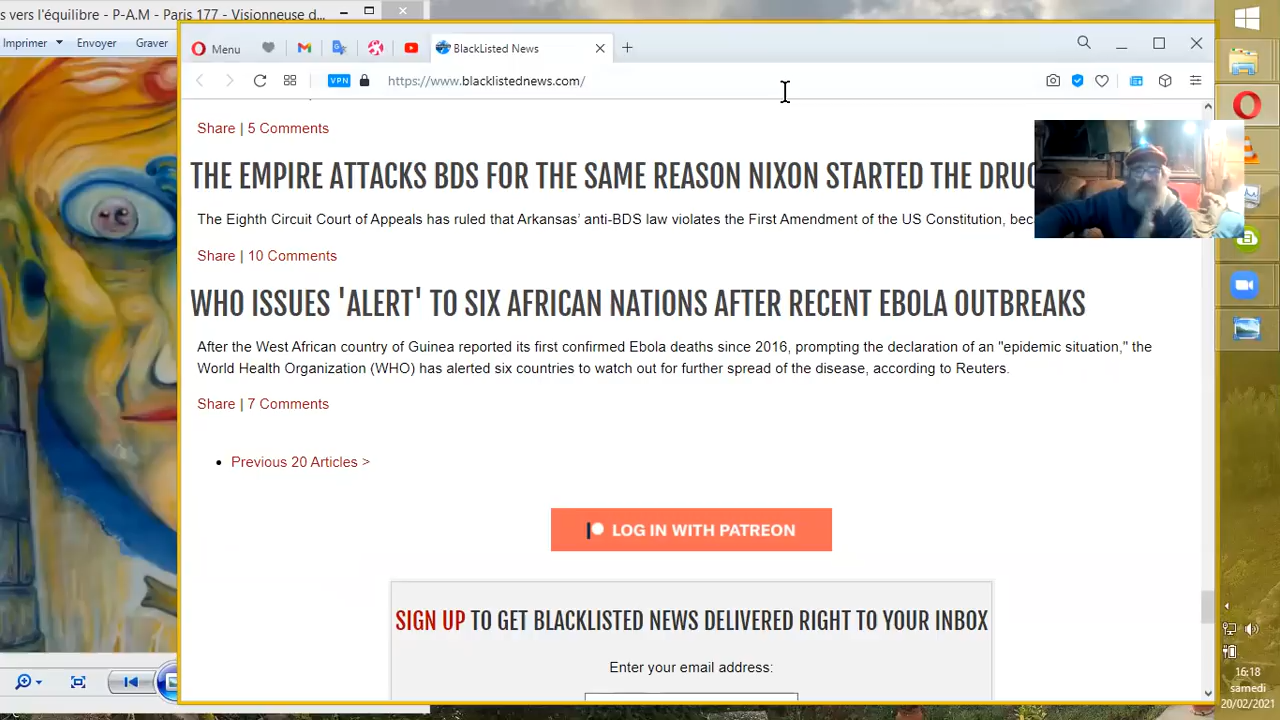 s vers l'équilibre - P-A-M - Paris 177 - Visionneuse d...
Imprimer Envoyer Graver
Menu
BlackListed News
VPN https://www.blacklistednews.com/
Share | 5 Comments
THE EMPIRE ATTACKS BDS FOR THE SAME REASON NIXON STARTED THE DRUG
The Eighth Circuit Court of Appeals has ruled that Arkansas' anti-BDS law violates the First Amendment of the US Constitution, bec
Share | 10 Comments
WHO ISSUES 'ALERT' TO SIX AFRICAN NATIONS AFTER RECENT EBOLA OUTBREAKS
After the West African country of Guinea reported its first confirmed Ebola deaths since 2016, prompting the declaration of an "epidemic situation," the
World Health Organization (WHO) has alerted six countries to watch out for further spread of the disease, according to Reuters.
Share | 7 Comments
Previous 20 Articles >
LOG IN WITH PATREON
SIGN UP TO GET BLACKLISTED NEWS DELIVERED RIGHT TO YOUR INBOX
Enter your email address:
16:18
samedi
20/02/2021